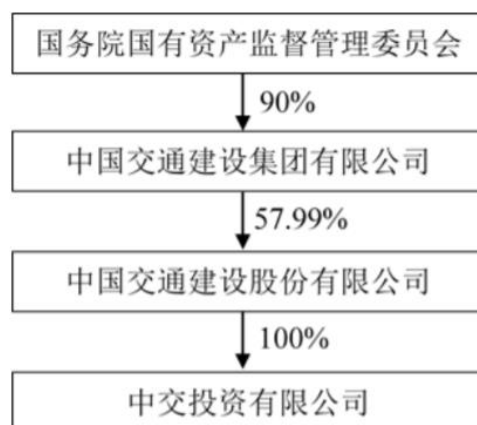 国务院国有资产监督管理委员会
90%
中国交通建设集团有限公司
57.99%
中国交通建设股份有限公司
100%
中交投资有限公司